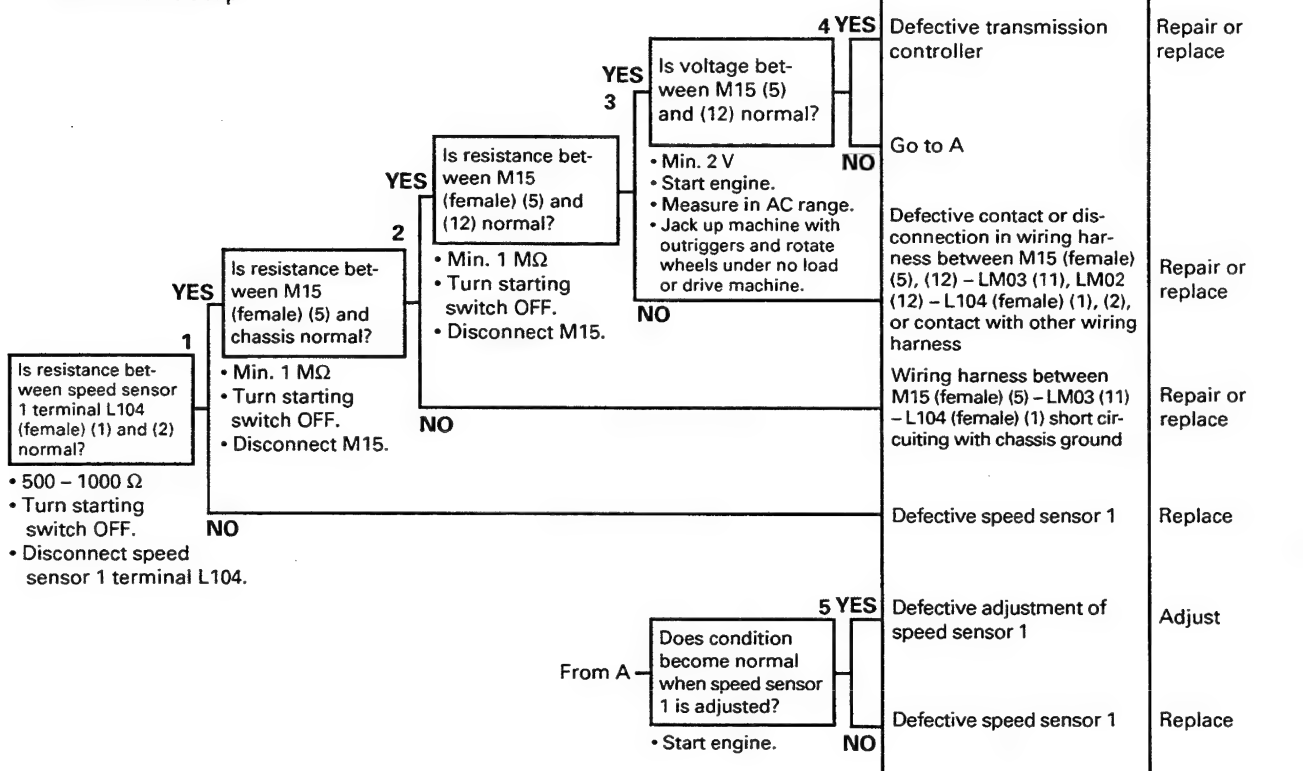 4 YES
Defective transmission
controller
Repair or
replace
YES
3
Is voltage bet-
ween M15 (5)
and (12) normal?
• Min. 2 V
• Start engine.
• Measure in AC range.
• Jack up machine with
outriggers and rotate
wheels under no load
or drive machine.
NO
Go to A
YES
2
Is resistance bet-
ween M15
(female) (5) and
(12) normal?
• Min. 1 MΩ
• Turn starting
switch OFF.
• Disconnect M15.
NO
Defective contact or dis-
connection in wiring har-
ness between M15 (female)
(5), (12) – LM03 (11), LM02
(12) – L104 (female) (1), (2),
or contact with other wiring
harness
Repair or
replace
YES
1
Is resistance bet-
ween M15
(female) (5) and
chassis normal?
• Min. 1 MΩ
• Turn starting
switch OFF.
• Disconnect M15.
NO
Wiring harness between
M15 (female) (5) – LM03 (11)
– L104 (female) (1) short cir-
cuiting with chassis ground
Repair or
replace
Is resistance bet-
ween speed sensor
1 terminal L104
(female) (1) and (2)
normal?
• 500 – 1000 Ω
• Turn starting
switch OFF.
• Disconnect speed
sensor 1 terminal L104.
NO
Defective speed sensor 1
Replace
5 YES
Defective adjustment of
speed sensor 1
Adjust
From A
Does condition
become normal
when speed sensor
1 is adjusted?
• Start engine.
NO
Defective speed sensor 1
Replace